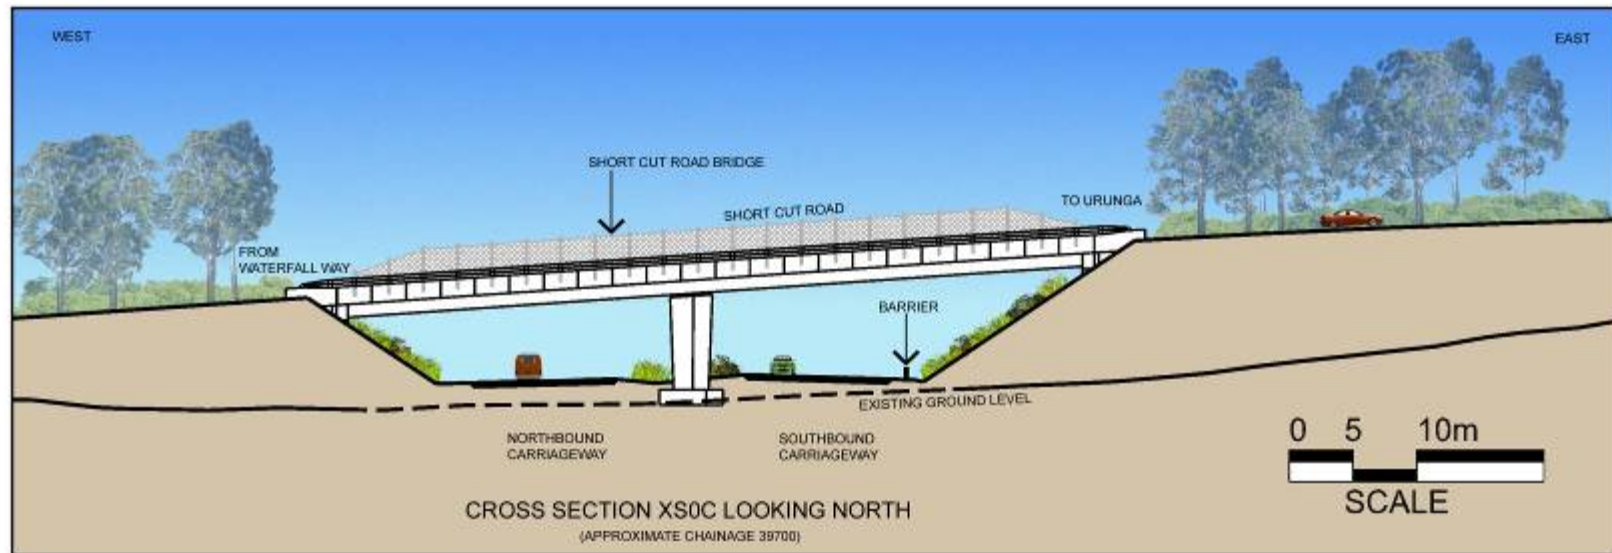 WEST
EAST
SHORT CUT ROAD BRIDGE
SHORT CUT ROAD
TO URUNGA
FROM
WATERFALL WAY
BARRIER
EXISTING GROUND LEVEL
NORTHBOUND
CARRIAGEWAY
SOUTHBOUND
CARRIAGEWAY
0 5 10m
SCALE
CROSS SECTION XS0C LOOKING NORTH
(APPROXIMATE CHAINAGE 39700)